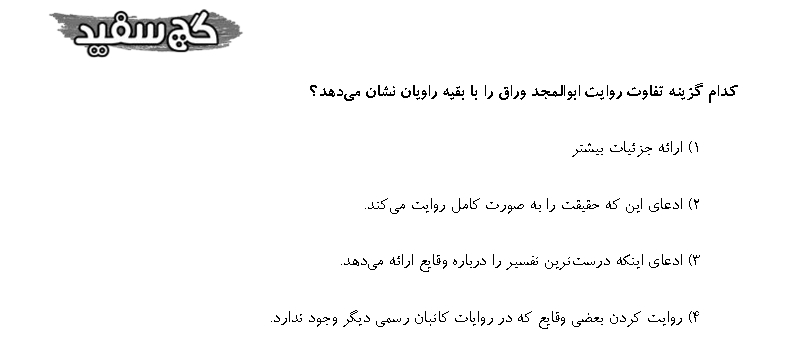 گچ سفید
کدام گزینه تفاوت روایت ابوالمجد وراق را با بقیه راویان نشان می‌دهد؟
۱) ارائه جزئیات بیشتر
۲) ادعای این که حقیقت را به صورت کامل روایت می‌کند.
۳) ادعای اینکه درست‌ترین تفسیر را درباره وقایع ارائه می‌دهد.
۴) روایت کردن بعضی وقایع که در روایات کاتبان رسمی دیگر وجود ندارد.